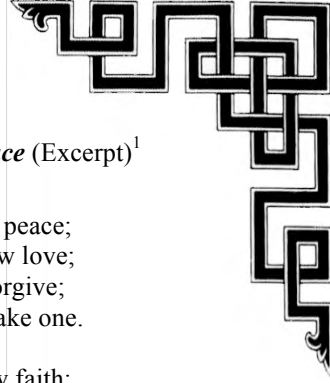 ce (Excerpt)¹
peace;
w love;
orgive;
ake one.
y faith;